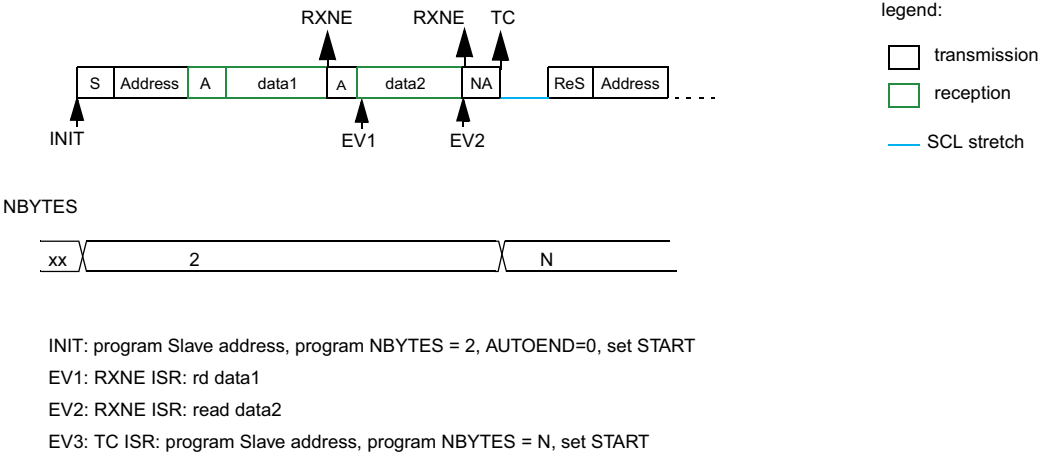 RXNE RXNE TC legend:
S Address A data1 A data2 NA ReS Address transmission
reception
INIT EV1 EV2 SCL stretch
NBYTES
xx 2 N
INIT: program Slave address, program NBYTES = 2, AUTOEND=0, set START
EV1: RXNE ISR: rd data1
EV2: RXNE ISR: read data2
EV3: TC ISR: program Slave address, program NBYTES = N, set START